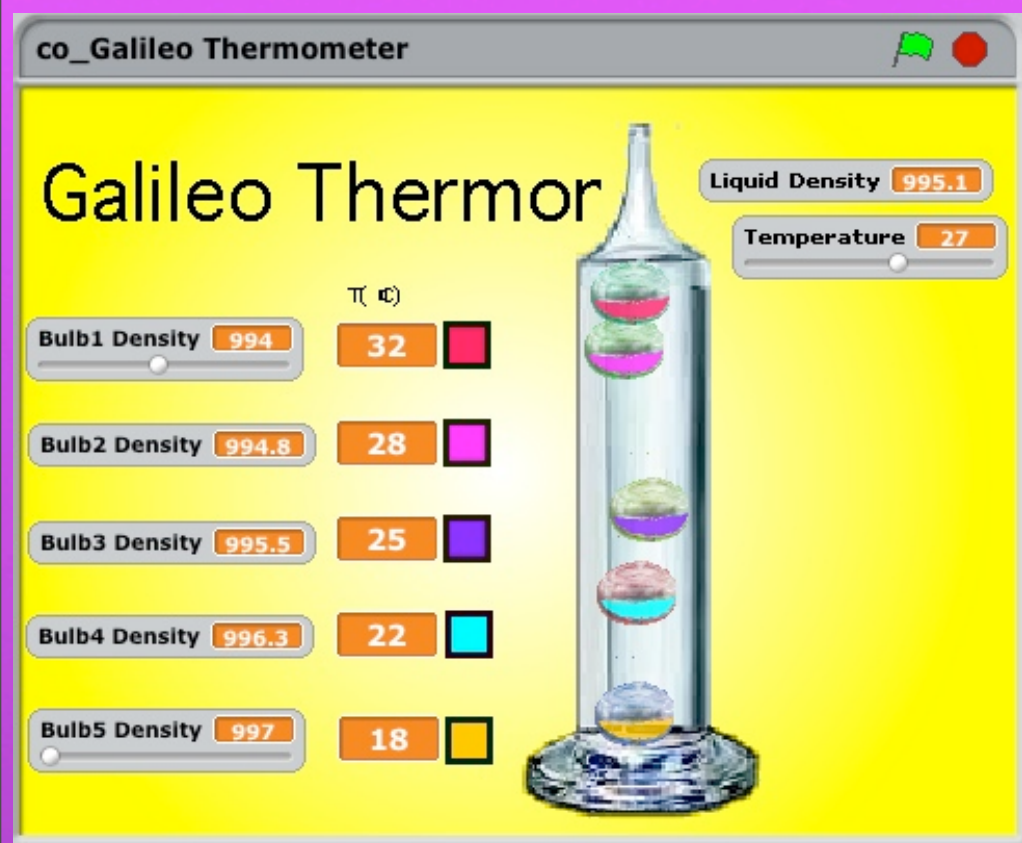 co_Galileo Thermometer
Galileo Thermor
Liquid Density 995.1
Temperature 27
T( C)
Bulb1 Density 994 32
Bulb2 Density 994.8 28
Bulb3 Density 995.5 25
Bulb4 Density 996.3 22
Bulb5 Density 997 18